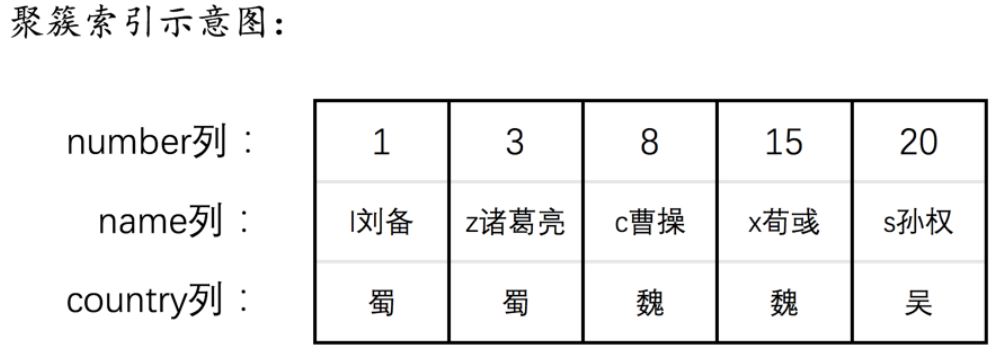 聚簇索引示意图：
number列： 1 3 8 15 20
name列： l刘备 z诸葛亮 c曹操 x荀彧 s孙权
country列： 蜀 蜀 魏 魏 吴